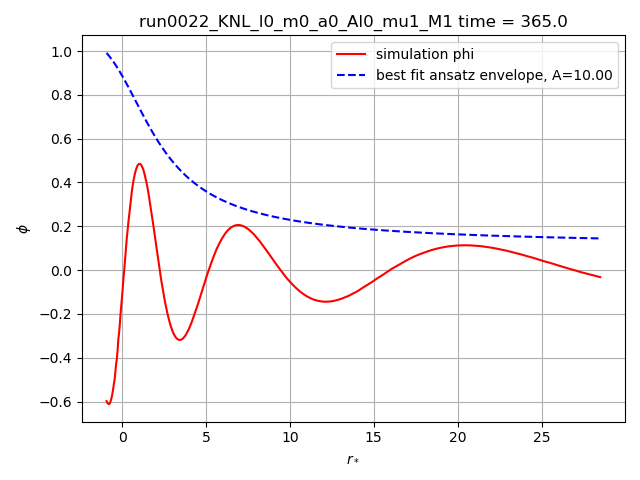 run0022_KNL_l0_m0_a0_Al0_mu1_M1 time = 365.0
simulation phi
best fit ansatz envelope, A=10.00
1.0
0.8
0.6
0.4
0.2
0.0
−0.2
−0.4
−0.6
ϕ
0 5 10 15 20 25
r*